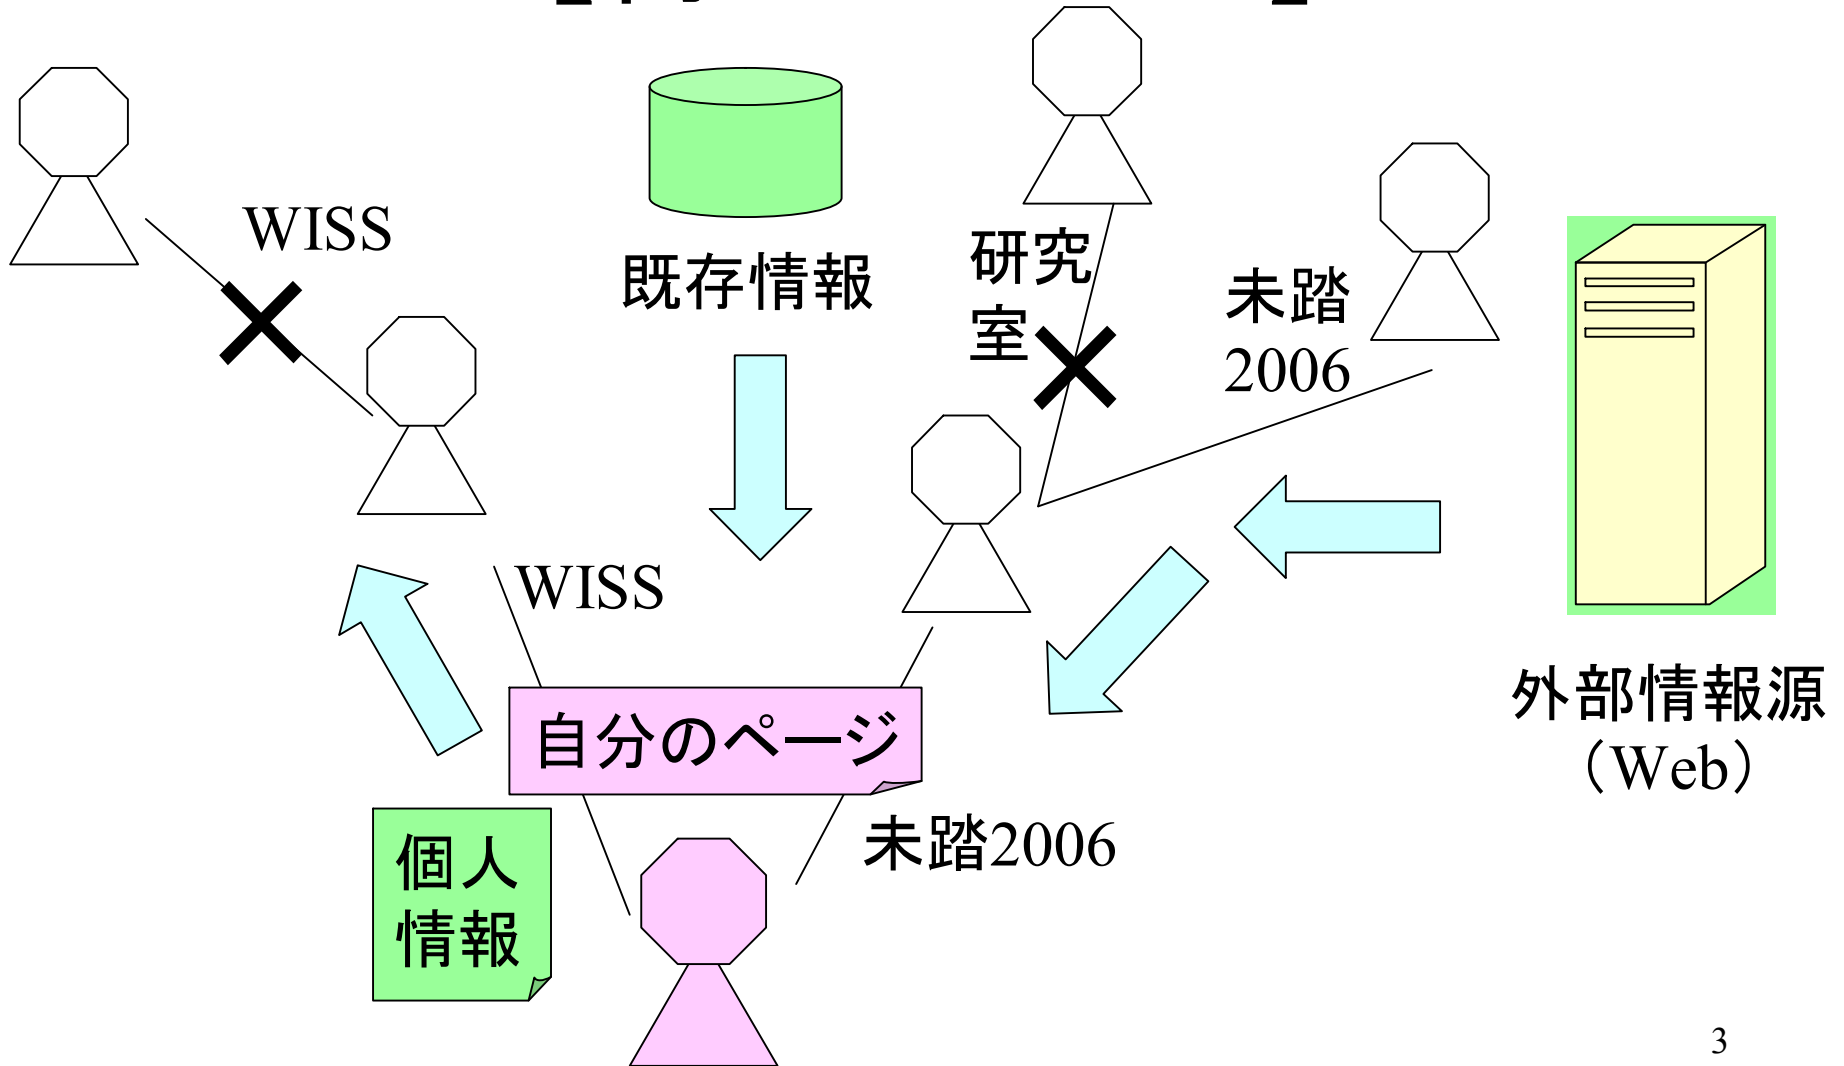 WISS
既存情報
研究
室
未踏
2006
WISS
自分のページ
外部情報源
（Web）
個人
情報
未踏2006
3